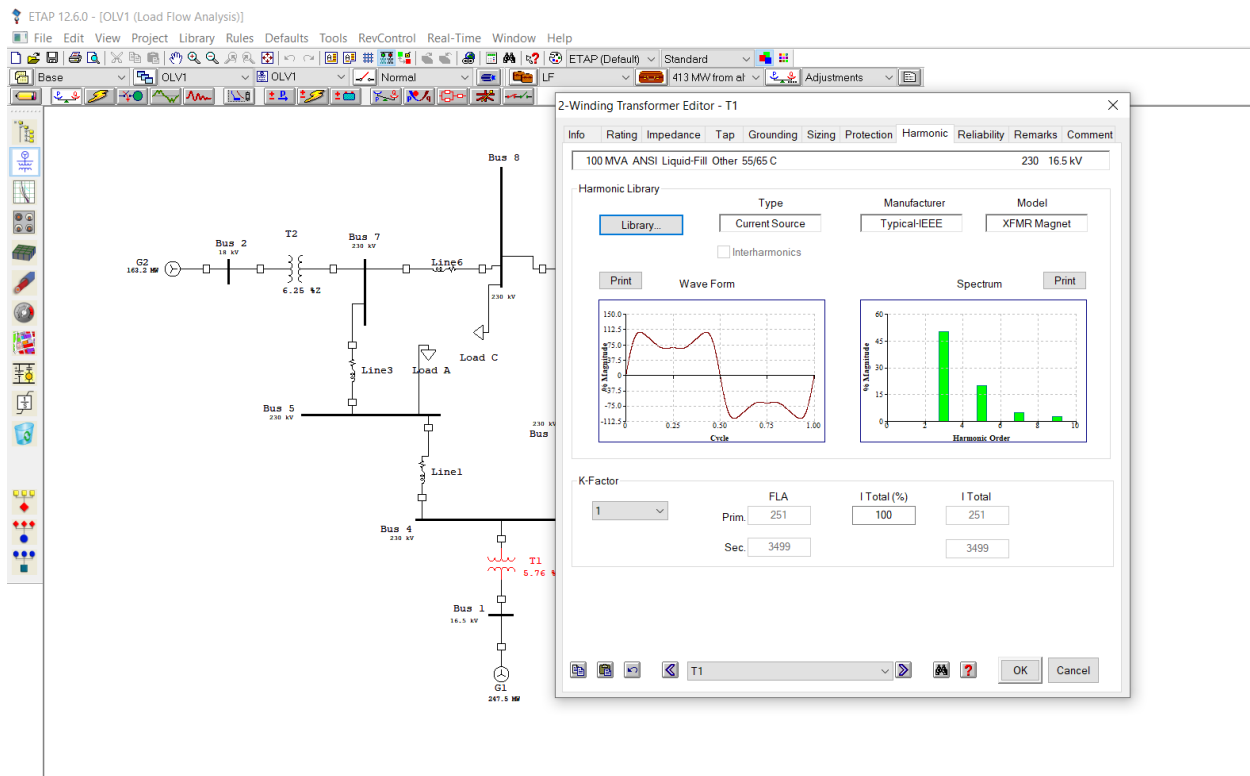 ETAP 12.6.0 - [OLV1 (Load Flow Analysis)]
File Edit View Project Library Rules Defaults Tools RevControl Real-Time Window Help
ETAP (Default) Standard
Base OLV1 OLV1 Normal LF 413 MW from al Adjustments
2-Winding Transformer Editor - T1
Info Rating Impedance Tap Grounding Sizing Protection Harmonic Reliability Remarks Comment
100 MVA ANSI Liquid-Fill Other 55/65 C 230 16.5 kV
Harmonic Library
Type Manufacturer Model
Library... Current Source Typical-IEEE XFMR Magnet
Interharmonics
Print Wave Form Spectrum Print
150.0
112.5
75.0
37.5
0
-37.5
-75.0
-112.5
% Magnitude
0 0.25 0.50 0.75 1.00
Cycle
60
45
30
15
0
% Magnitude
0 2 4 6 8 10
Harmonic Order
K-Factor
FLA I Total (%) I Total
1
Prim. 251 100 251
Sec. 3499 3499
T1
OK Cancel
Bus 8
T2
Bus 2
18 kV
Bus 7
230 kV
G2
163.2 MW
Line6
6.25 %Z
230 kV
Load C
Line3
Load A
Bus 5
230 kV
230 kV
Bus
Line1
Bus 4
230 kV
T1
5.76 %
Bus 1
16.5 kV
G1
247.5 MW